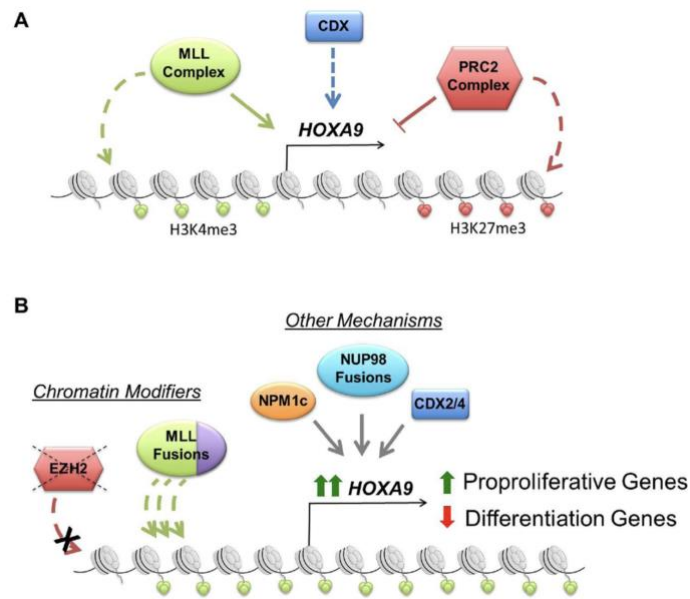 A
CDX
MLL
Complex
PRC2
Complex
HOXA9
H3K4me3
H3K27me3
B
Other Mechanisms
NUP98
Fusions
Chromatin Modifiers
NPM1c
CDX2/4
MLL
Fusions
EZH2
HOXA9
Proproliferative Genes
Differentiation Genes